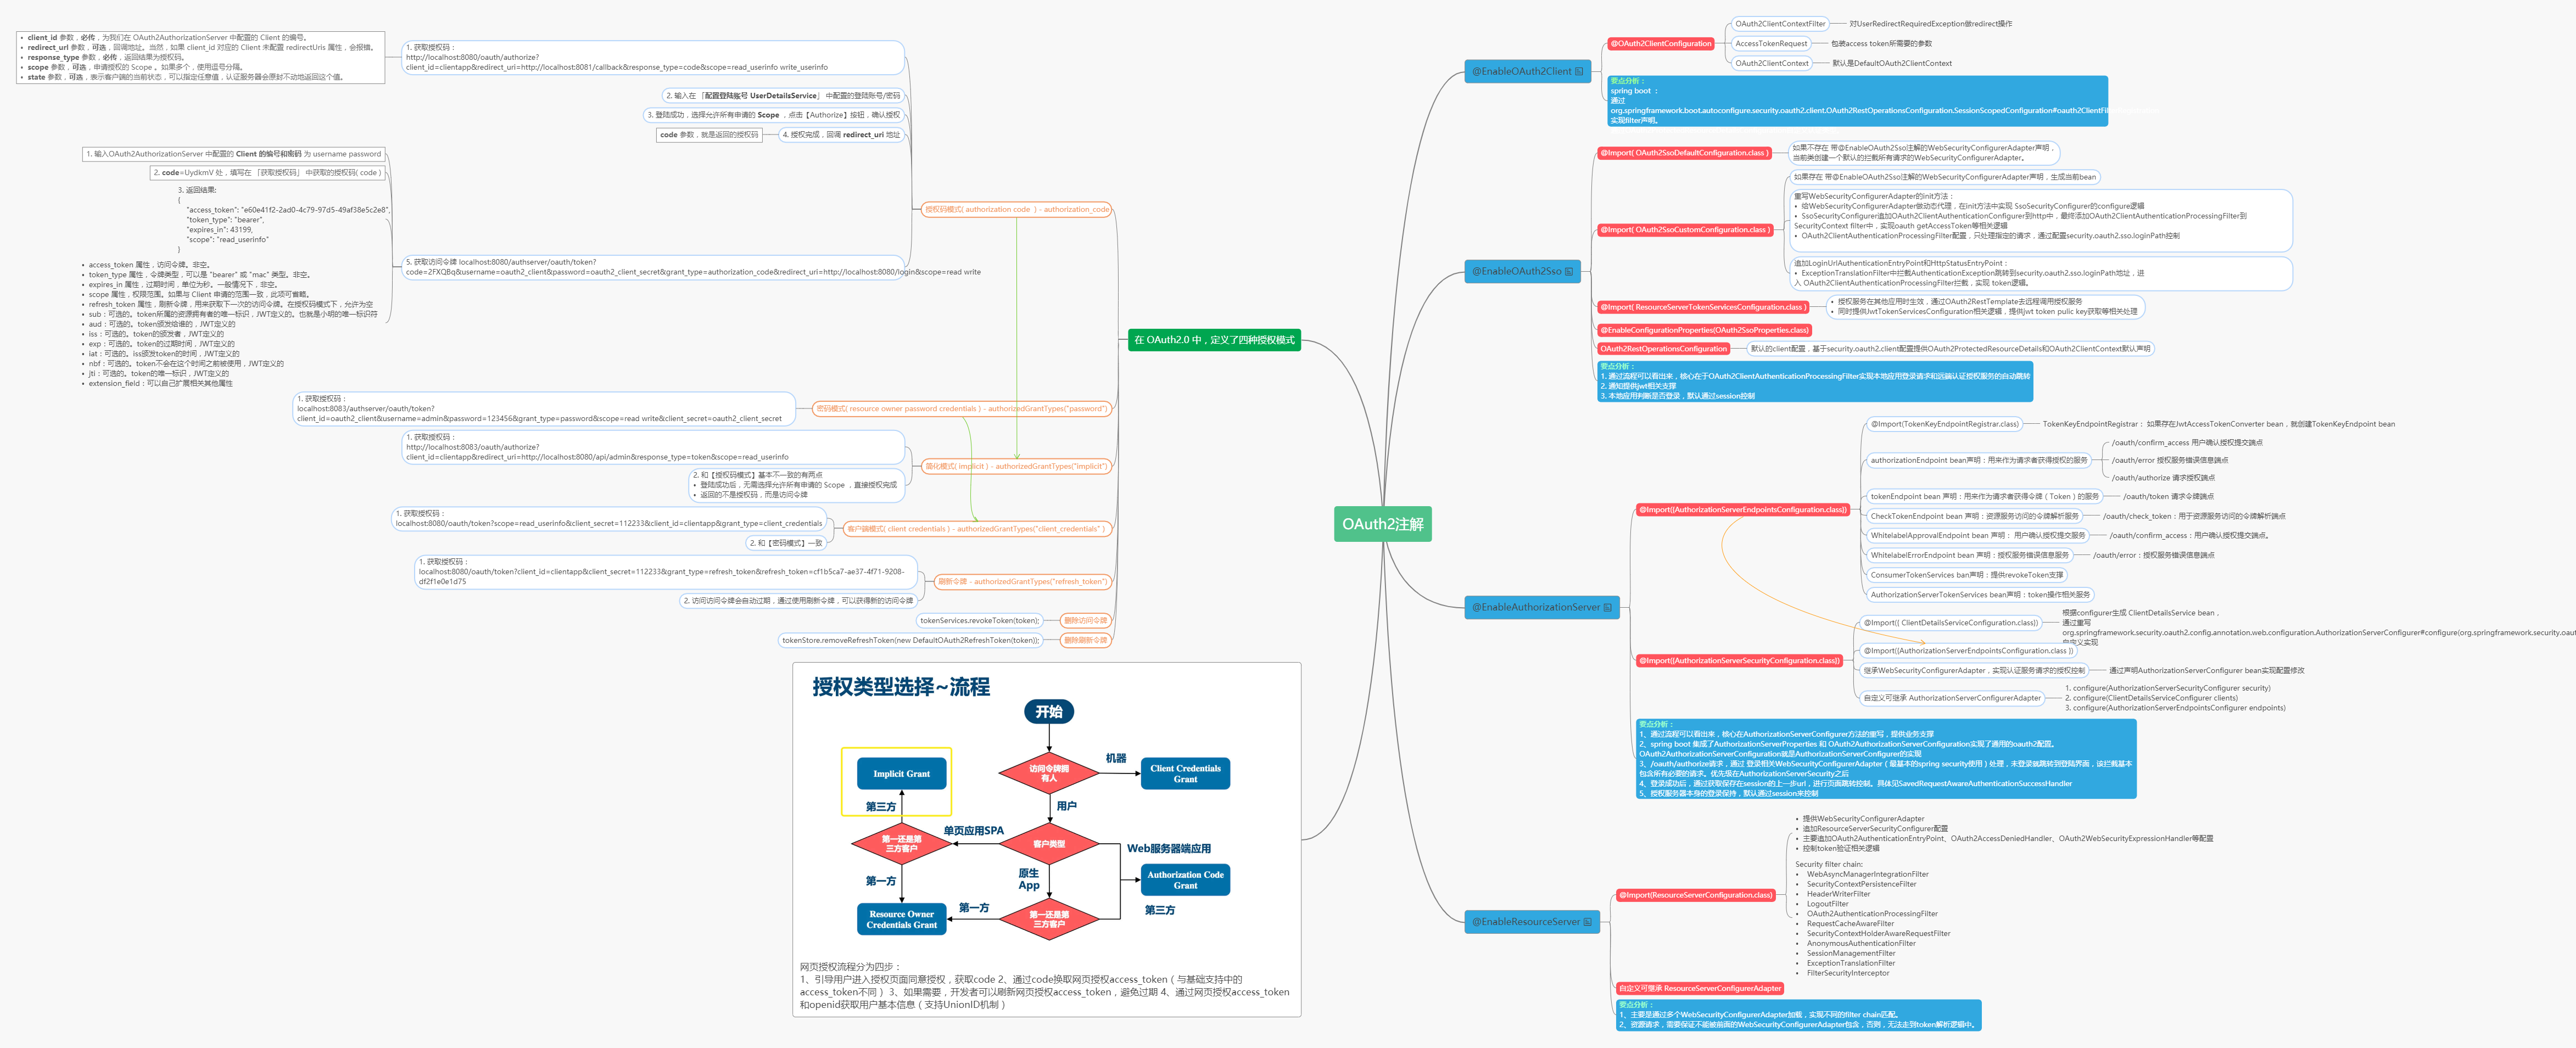 OAuth2注解
@EnableOAuth2Client
@OAuth2ClientConfiguration
OAuth2ClientContextFilter
对UserRedirectRequiredException做redirect操作
AccessTokenRequest
包装access token所需要的参数
OAuth2ClientContext
默认是DefaultOAuth2ClientContext
要点分析：
spring boot ：
通过
org.springframework.boot.autoconfigure.security.oauth2.client.OAuth2RestOperationsConfiguration.SessionScopedConfiguration#oauth2ClientFil
实现filter声明。
@EnableOAuth2Sso
@Import( OAuth2SsoDefaultConfiguration.class )
如果不存在 带@EnableOAuth2Sso注解的WebSecurityConfigurerAdapter声明，
当前类创建一个默认的拦截所有请求的WebSecurityConfigurerAdapter。
@Import( OAuth2SsoCustomConfiguration.class )
如果存在 带@EnableOAuth2Sso注解的WebSecurityConfigurerAdapter声明，生成当前bean
重写WebSecurityConfigurerAdapter的init方法：
• 给WebSecurityConfigurerAdapter做动态代理，在init方法中实现 SsoSecurityConfigurer的configure逻辑
• SsoSecurityConfigurer追加OAuth2ClientAuthenticationConfigurer到http中，最终添加OAuth2ClientAuthenticationProcessingFilter到
SecurityContext filter中，实现oauth getAccessToken等相关逻辑
• OAuth2ClientAuthenticationProcessingFilter配置，只处理指定的请求，通过配置security.oauth2.sso.loginPath控制
追加LoginUrlAuthenticationEntryPoint和HttpStatusEntryPoint：
• ExceptionTranslationFilter中拦截AuthenticationException跳转到security.oauth2.sso.loginPath地址，进
入 OAuth2ClientAuthenticationProcessingFilter拦截，实现 token逻辑。
@Import( ResourceServerTokenServicesConfiguration.class )
• 授权服务在其他应用时生效，通过OAuth2RestTemplate去远程调用授权服务
• 同时提供JwtTokenServicesConfiguration相关逻辑，提供jwt token pulic key获取等相关处理
@EnableConfigurationProperties(OAuth2SsoProperties.class)
OAuth2RestOperationsConfiguration
默认的client配置，基于security.oauth2.client配置提供OAuth2ProtectedResourceDetails和OAuth2ClientContext默认声明
要点分析：
1. 通过流程可以看出来，核心在于OAuth2ClientAuthenticationProcessingFilter实现本地应用登录请求和远端认证授权服务的自动跳转
2. 通知提供jwt相关支撑
3. 本地应用判断是否登录，默认通过session控制
@EnableAuthorizationServer
@Import({AuthorizationServerEndpointsConfiguration.class})
@Import(TokenKeyEndpointRegistrar.class)
TokenKeyEndpointRegistrar： 如果存在JwtAccessTokenConverter bean，就创建TokenKeyEndpoint bean
authorizationEndpoint bean声明：用来作为请求者获得授权的服务
/oauth/confirm_access 用户确认授权提交端点
/oauth/error 授权服务错误信息端点
/oauth/authorize 请求授权端点
tokenEndpoint bean 声明：用来作为请求者获得令牌（Token）的服务
/oauth/token 请求令牌端点
CheckTokenEndpoint bean 声明：资源服务访问的令牌解析服务
/oauth/check_token：用于资源服务访问的令牌解析端点
WhitelabelApprovalEndpoint bean 声明： 用户确认授权提交服务
/oauth/confirm_access：用户确认授权提交端点。
WhitelabelErrorEndpoint bean 声明：授权服务错误信息服务
/oauth/error：授权服务错误信息端点
ConsumerTokenServices ban声明：提供revokeToken支撑
AuthorizationServerTokenServices bean声明：token操作相关服务
@Import({AuthorizationServerSecurityConfiguration.class})
@Import({ ClientDetailsServiceConfiguration.class})
根据configurer生成 ClientDetailsService bean，
通过重写
org.springframework.security.oauth2.config.annotation.web.configuration.AuthorizationServerConfigurer#configure(org.springframework.security.oaut
自定义实现
@Import({AuthorizationServerEndpointsConfiguration.class })
继承WebSecurityConfigurerAdapter，实现认证服务请求的授权控制
通过声明AuthorizationServerConfigurer bean实现配置修改
自定义可继承 AuthorizationServerConfigurerAdapter
1. configure(AuthorizationServerSecurityConfigurer security)
2. configure(ClientDetailsServiceConfigurer clients)
3. configure(AuthorizationServerEndpointsConfigurer endpoints)
要点分析：
1、通过流程可以看出来，核心在AuthorizationServerConfigurer方法的重写，提供业务支撑
2、spring boot 集成了AuthorizationServerProperties 和 OAuth2AuthorizationServerConfiguration实现了通用的oauth2配置。
OAuth2AuthorizationServerConfiguration就是AuthorizationServerConfigurer的实现
3、/oauth/authorize请求，通过 登录相关WebSecurityConfigurerAdapter（最基本的spring security使用）处理，未登录就跳转到登陆界面，该拦截基本
包含所有必要的请求。优先级在AuthorizationServerSecurity之后
4、登录成功后，通过获取保存在session的上一步url，进行页面跳转控制。具体见SavedRequestAwareAuthenticationSuccessHandler
5、授权服务器本身的登录保持，默认通过session来控制
@EnableResourceServer
@Import(ResourceServerConfiguration.class)
• 提供WebSecurityConfigurerAdapter
• 追加ResourceServerSecurityConfigurer配置
• 主要追加OAuth2AuthenticationEntryPoint、OAuth2AccessDeniedHandler、OAuth2WebSecurityExpressionHandler等配置
• 控制token验证相关逻辑
Security filter chain:
• WebAsyncManagerIntegrationFilter
• SecurityContextPersistenceFilter
• HeaderWriterFilter
• LogoutFilter
• OAuth2AuthenticationProcessingFilter
• RequestCacheAwareFilter
• SecurityContextHolderAwareRequestFilter
• AnonymousAuthenticationFilter
• SessionManagementFilter
• ExceptionTranslationFilter
• FilterSecurityInterceptor
自定义可继承 ResourceServerConfigurerAdapter
要点分析：
1、主要是通过多个WebSecurityConfigurerAdapter加载，实现不同的filter chain匹配。
2、资源请求，需要保证不能被前面的WebSecurityConfigurerAdapter包含，否则，无法走到token解析逻辑中。
在 OAuth2.0 中，定义了四种授权模式
授权码模式( authorization code ) - authorization_code
1. 获取授权码：
http://localhost:8080/oauth/authorize?
client_id=clientapp&redirect_uri=http://localhost:8081/callback&response_type=code&scope=read_userinfo write_userinfo
• client_id 参数，必传，为我们在 OAuth2AuthorizationServer 中配置的 Client 的编号。
• redirect_url 参数，可选，回调地址。当然，如果 client_id 对应的 Client 未配置 redirectUris 属性，会报错。
• response_type 参数，必传，返回结果为授权码。
• scope 参数，可选，申请授权的 Scope 。如果多个，使用逗号分隔。
• state 参数，可选，表示客户端的当前状态，可以指定任意值，认证服务器会原封不动地返回这个值。
2. 输入在 「配置登陆账号 UserDetailsService」 中配置的登陆账号/密码
3. 登陆成功，选择允许所有申请的 Scope ，点击【Authorize】按钮，确认授权
4. 授权完成，回调 redirect_uri 地址
code 参数，就是返回的授权码
5. 获取访问令牌 localhost:8080/authserver/oauth/token?
code=2FXQBq&username=oauth2_client&password=oauth2_client_secret&grant_type=authorization_code&redirect_uri=http://localhost:8080/login&scope=read write
1. 输入OAuth2AuthorizationServer 中配置的 Client 的编号和密码 为 username password
2. code=UydkmV 处，填写在 「获取授权码」 中获取的授权码( code )
3. 返回结果:
{
"access_token": "e60e41f2-2ad0-4c79-97d5-49af38e5c2e8",
"token_type": "bearer",
"expires_in": 43199,
"scope": "read_userinfo"
}
• access_token 属性，访问令牌。非空。
• token_type 属性，令牌类型，可以是 "bearer" 或 "mac" 类型。非空。
• expires_in 属性，过期时间，单位为秒。一般情况下，非空。
• scope 属性，权限范围。如果与 Client 申请的范围一致，此项可省略。
• refresh_token 属性，刷新令牌，用来获取下一次的访问令牌。在授权码模式下，允许为空
• sub：可选的。token所属的资源拥有者的唯一标识，JWT定义的。也就是小明的唯一标识符
• aud：可选的。token颁发给谁的，JWT定义的
• iss：可选的。token的颁发者，JWT定义的
• exp：可选的。token的过期时间，JWT定义的
• iat：可选的。iss颁发token的时间，JWT定义的
• nbf：可选的。token不会在这个时间之前被使用，JWT定义的
• jti：可选的。token的唯一标识，JWT定义的
• extension_field：可以自己扩展相关其他属性
密码模式( resource owner password credentials ) - authorizedGrantTypes("password")
1. 获取授权码：
localhost:8083/authserver/oauth/token?
client_id=oauth2_client&username=admin&password=123456&grant_type=password&scope=read write&client_secret=oauth2_client_secret
简化模式( implicit ) - authorizedGrantTypes("implicit")
1. 获取授权码：
http://localhost:8083/oauth/authorize?
client_id=clientapp&redirect_uri=http://localhost:8080/api/admin&response_type=token&scope=read_userinfo
2. 和【授权码模式】基本不一致的有两点
• 登陆成功后，无需选择允许所有申请的 Scope ，直接授权完成
• 返回的不是授权码，而是访问令牌
客户端模式( client credentials ) - authorizedGrantTypes("client_credentials" )
1. 获取授权码：
localhost:8080/oauth/token?scope=read_userinfo&client_secret=112233&client_id=clientapp&grant_type=client_credentials
2. 和【密码模式】一致
刷新令牌 - authorizedGrantTypes("refresh_token")
1. 获取授权码：
localhost:8080/oauth/token?client_id=clientapp&client_secret=112233&grant_type=refresh_token&refresh_token=cf1b5ca7-ae37-4f71-9208-
df2f1e0e1d75
2. 访问访问令牌会自动过期，通过使用刷新令牌，可以获得新的访问令牌
删除访问令牌
tokenServices.revokeToken(token);
删除刷新令牌
tokenStore.removeRefreshToken(new DefaultOAuth2RefreshToken(token));
授权类型选择~流程
开始
访问令牌拥
有人
机器
Client Credentials
Grant
用户
客户类型
单页应用SPA
第一还是第
三方客户
第三方
Implicit Grant
第一方
Resource Owner
Credentials Grant
Web服务器端应用
Authorization Code
Grant
原生
App
第一还是第
三方客户
第一方
第三方
网页授权流程分为四步：
1、引导用户进入授权页面同意授权，获取code 2、通过code换取网页授权access_token（与基础支持中的
access_token不同） 3、如果需要，开发者可以刷新网页授权access_token，避免过期 4、通过网页授权access_token
和openid获取用户基本信息（支持UnionID机制）